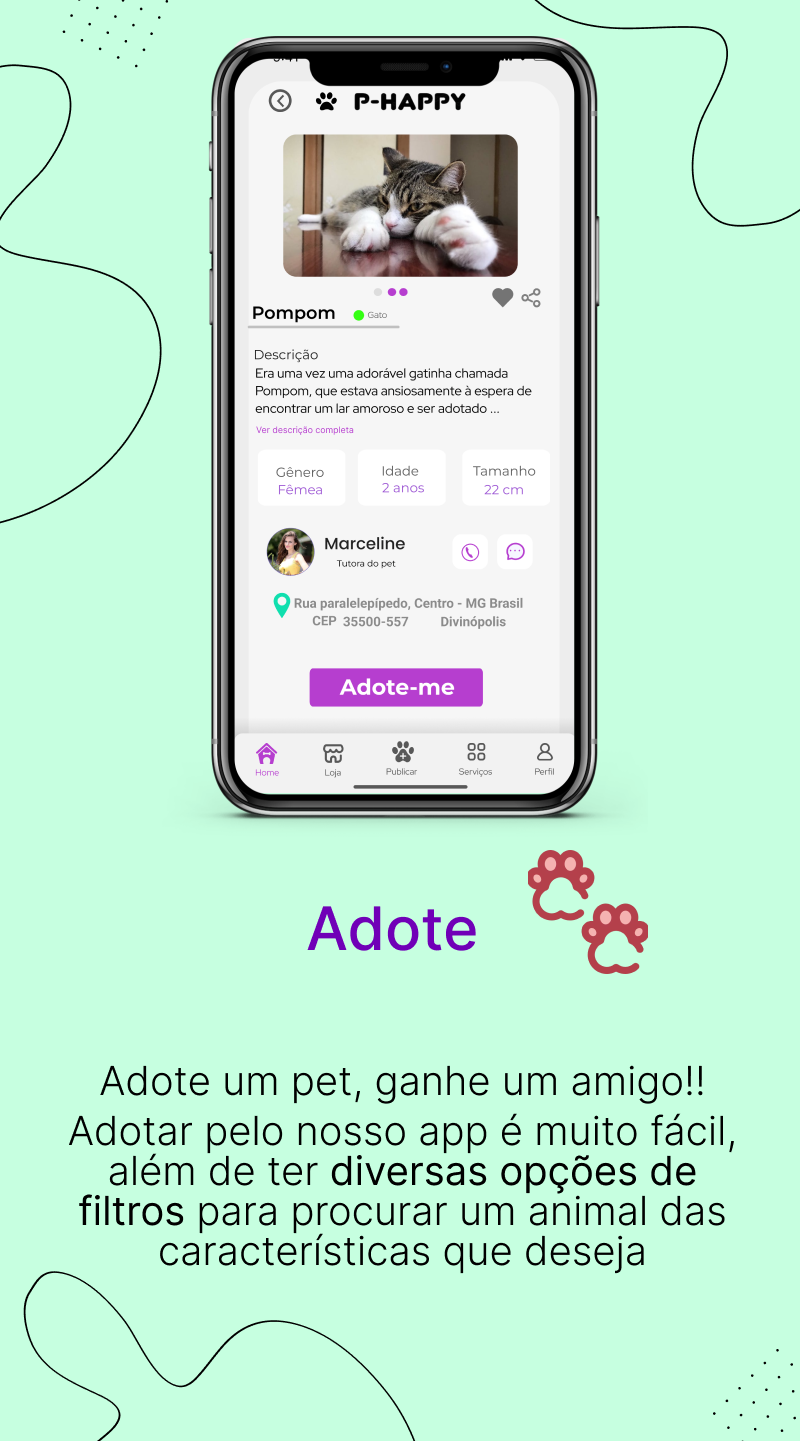 P-HAPPY
Pompom
Gato
Descrição
Era uma vez uma adorável gatinha chamada
Pompom, que estava ansiosamente à espera de
encontrar um lar amoroso e ser adotado ...
Ver descrição completa
Gênero Idade Tamanho
Fêmea 2 anos 22 cm
Marceline
Tutora do pet
Rua paralelepípedo, Centro - MG Brasil
CEP 35500-557 Divinópolis
Adote-me
Home Loja Publicar Serviços Perfil
Adote
Adote um pet, ganhe um amigo!!
Adotar pelo nosso app é muito fácil,
além de ter diversas opções de
filtros para procurar um animal das
características que deseja